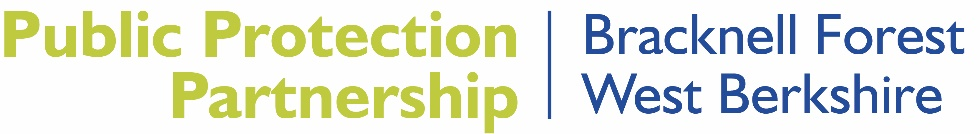 Public Protection
Partnership
Bracknell Forest
West Berkshire